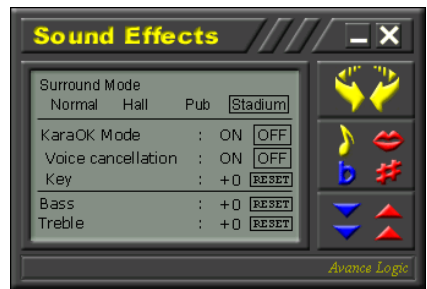 Sound Effects
Surround Mode
Normal Hall Pub Stadium
KaraOK Mode : ON OFF
Voice cancellation : ON OFF
Key : +0 RESET
Bass : +0 RESET
Treble : +0 RESET
Avance Logic